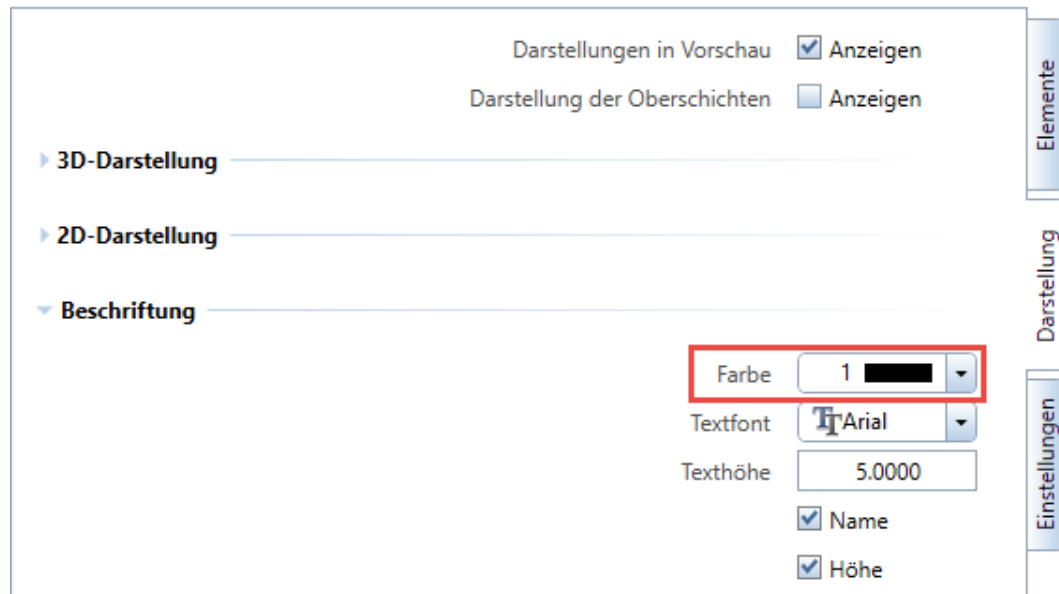 Darstellungen in Vorschau Anzeigen
Darstellung der Oberschichten Anzeigen
3D-Darstellung
2D-Darstellung
Beschriftung
Farbe 1
Textfont TT Arial
Texthöhe 5.0000
Name
Höhe
Elemente
Darstellung
Einstellungen